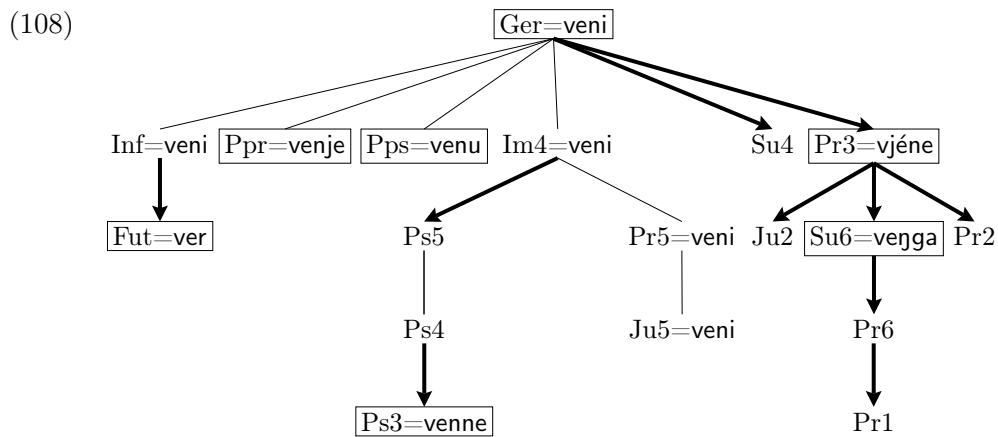 (108)
Ger=veni
Inf=veni Ppr=venje Pps=venu Im4=veni Su4 Pr3=vjéne
Fut=ver Ps5 Pr5=veni Ju2 Su6=veŋga Pr2
Ps4 Ju5=veni Pr6
Ps3=venne Pr1